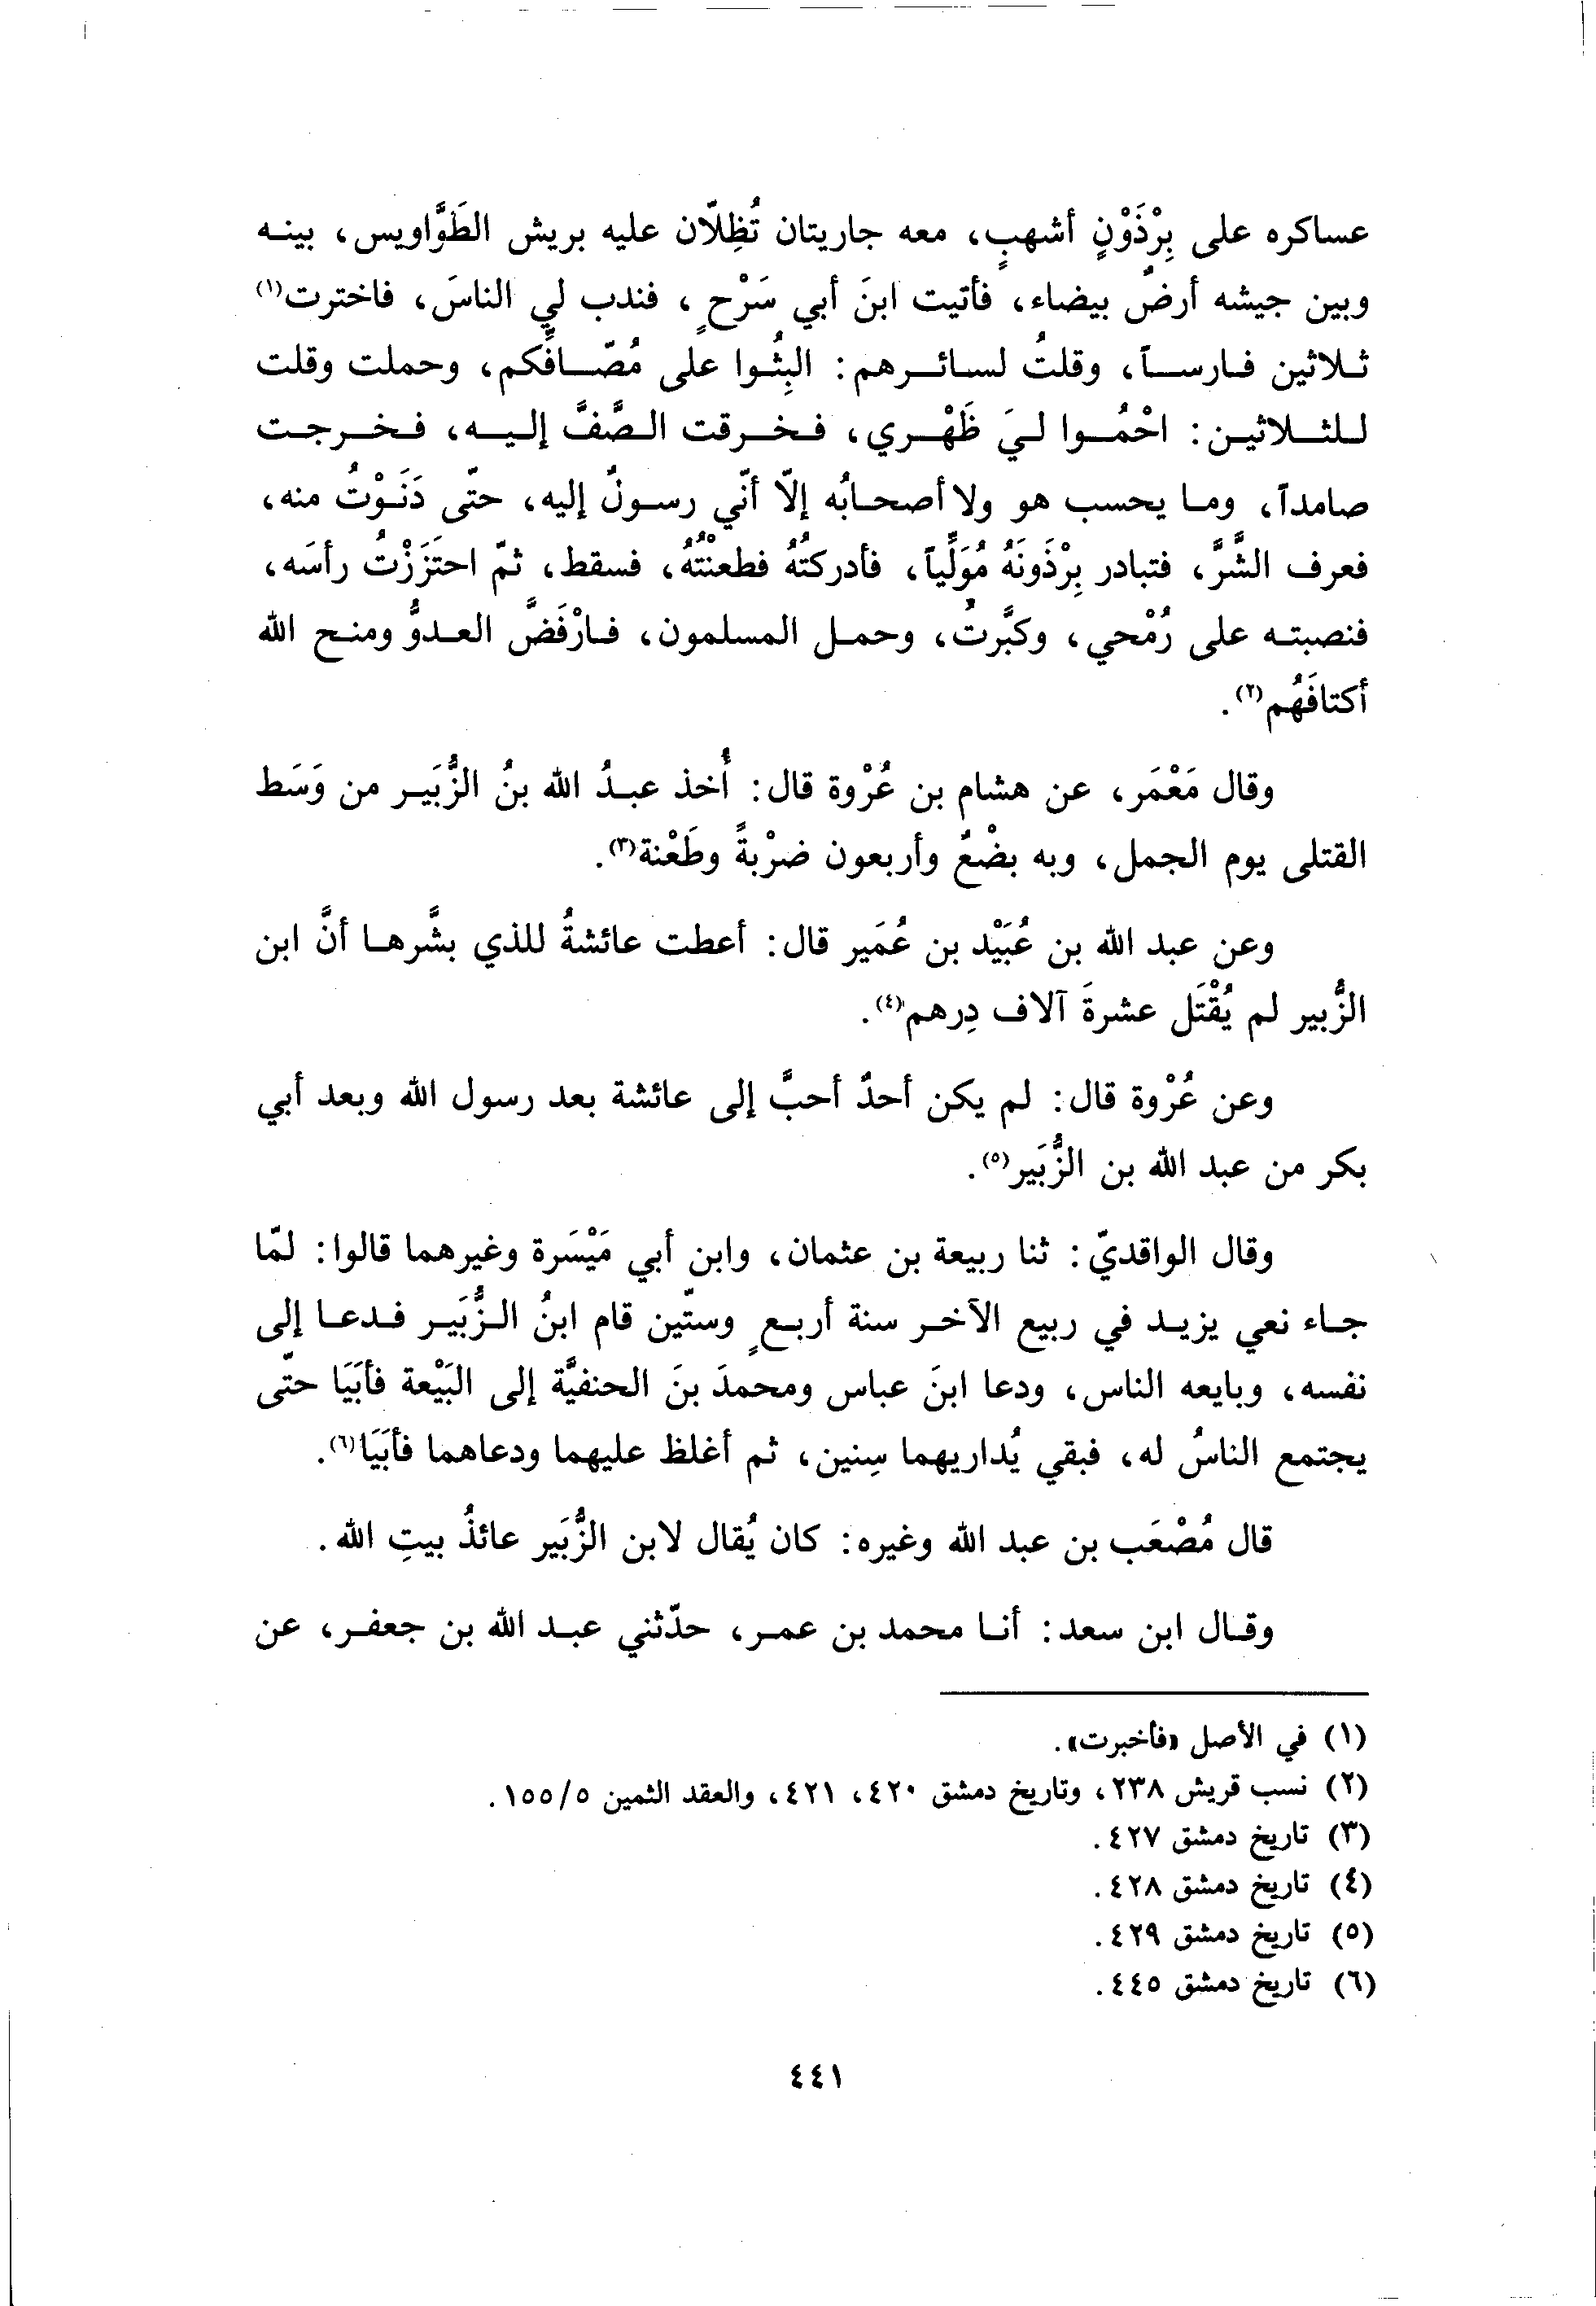 عساكره على بِرْذَوْنٍ أشهبٍ، معه جاريتان تُظِلّان عليه بريش الطَوَّاويس، بينه
وبين جيشه أرضٌ بيضاء، فأتيت ابنَ أبي سَرْحٍ، فندب لي الناسَ، فاخترت(١)
ثلاثين فارساً، وقلتُ لسائرهم: البِثُوا على مُصّافِّكم، وحملت وقلت
للثلاثين: احْمُوا ليَ ظَهْري، فخرقت الصَّفَّ إليه، فخرجت
صامداً، وما يحسب هو ولا أصحابُه إلّا أنّي رسولٌ إليه، حتّى دَنَوْتُ منه،
فعرف الشَّرَّ، فتبادر بِرْذَونَهُ مُوَلِّياً، فأدركتُهُ فطعنْتُهُ، فسقط، ثمّ احتَزَزْتُ رأسَه،
فنصبته على رُمْحي، وكبَّرتُ، وحمل المسلمون، فارْفَضَّ العدوُّ ومنح الله
أكتافَهُم(٢).
وقال مَعْمَر، عن هشام بن عُرْوة قال: أُخذ عبدُ الله بنُ الزُّبَير من وَسَط
القتلى يوم الجمل، وبه بضْعٌ وأربعون ضرْبةً وطَعْنة(٣).
وعن عبد الله بن عُبَيْد بن عُمَير قال: أعطت عائشةُ للذي بشَّرها أنَّ ابن
الزُّبير لم يُقْتَل عشرةَ آلاف دِرهم(٤).
وعن عُرْوة قال: لم يكن أحدٌ أحبَّ إلى عائشة بعد رسول الله وبعد أبي
بكر من عبد الله بن الزُّبَير(٥).
وقال الواقديّ: ثنا ربيعة بن عثمان، وابن أبي مَيْسَرة وغيرهما قالوا: لمّا
جاء نعي يزيد في ربيع الآخر سنة أربعٍ وستّين قام ابنُ الزُّبَير فدعا إلى
نفسه، وبايعه الناس، ودعا ابنَ عباس ومحمدَ بنَ الحنفيَّة إلى البَيْعة فأبَيَا حتّى
يجتمع الناسُ له، فبقي يُداريهما سِنين، ثم أغلظ عليهما ودعاهما فأبَيَا(٦).
قال مُصْعَب بن عبد الله وغيره: كان يُقال لابن الزُّبَير عائذُ بيتِ الله.
وقال ابن سعد: أنا محمد بن عمر، حدّثني عبد الله بن جعفر، عن
(١) في الأصل «فأخبرت».
(٢) نسب قريش ٢٣٨، وتاريخ دمشق ٤٢٠، ٤٢١، والعقد الثمين ١٥٥/٥.
(٣) تاريخ دمشق ٤٢٧.
(٤) تاريخ دمشق ٤٢٨.
(٥) تاريخ دمشق ٤٢٩.
(٦) تاريخ دمشق ٤٤٥.
٤٤١